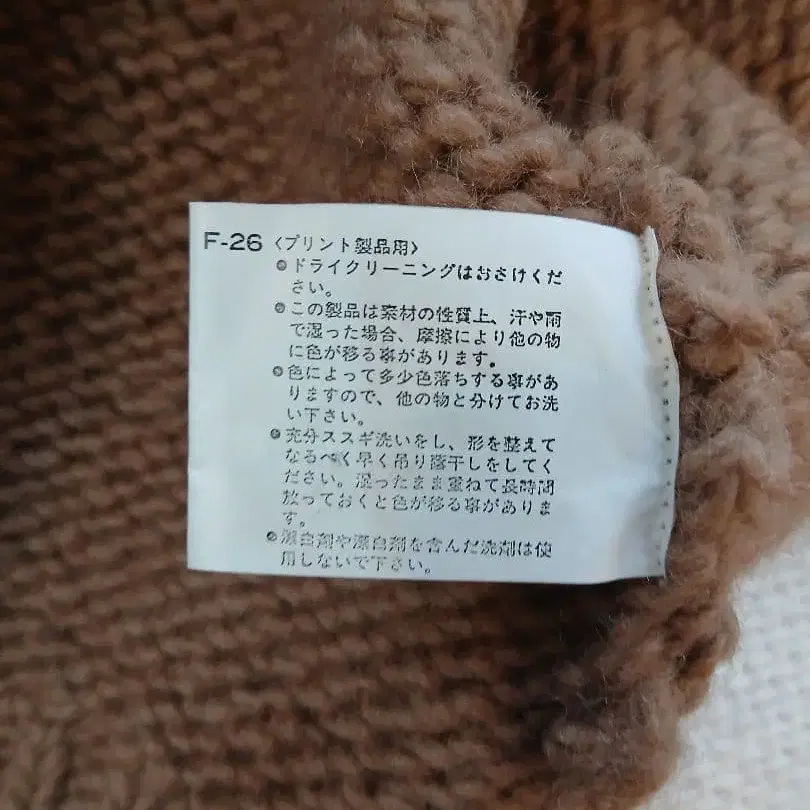 F-26 〈プリント製品用〉
●ドライクリーニングはおさけくだ
さい。
●この製品は素材の性質上、汗や雨
で湿った場合、摩擦により他の物
に色が移る事があります。
●色によって多少色落ちする事があ
りますので、他の物と分けてお洗
い下さい。
●充分ススギ洗いをし、形を整えて
なるべく早く吊り蔭干しをしてく
ださい。湿ったまま重ねて長時間
放っておくと色が移る事がありま
す。
●漂白剤や漂白剤を含んだ洗剤は使
用しないで下さい。